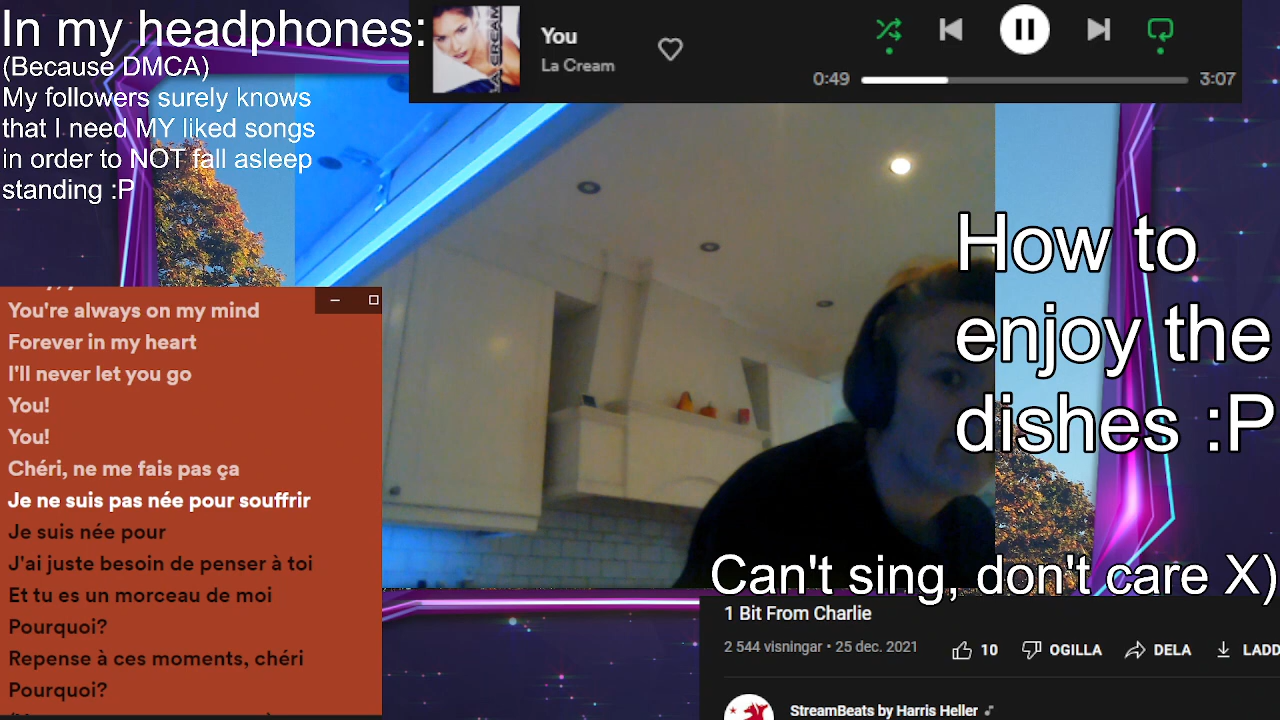 In my headphones:
(Because DMCA)
My followers surely knows
that I need MY liked songs
in order to NOT fall asleep
standing :P
You
La Cream
LA CREAM
0:49
3:07
You're always on my mind
Forever in my heart
I'll never let you go
You!
You!
Chéri, ne me fais pas ça
Je ne suis pas née pour souffrir
Je suis née pour
J'ai juste besoin de penser à toi
Et tu es un morceau de moi
Pourquoi?
Repense à ces moments, chéri
Pourquoi?
How to
enjoy the
dishes :P
Can't sing, don't care X)
1 Bit From Charlie
2 544 visningar • 25 dec. 2021
10 OGILLA DELA LADD
StreamBeats by Harris Heller